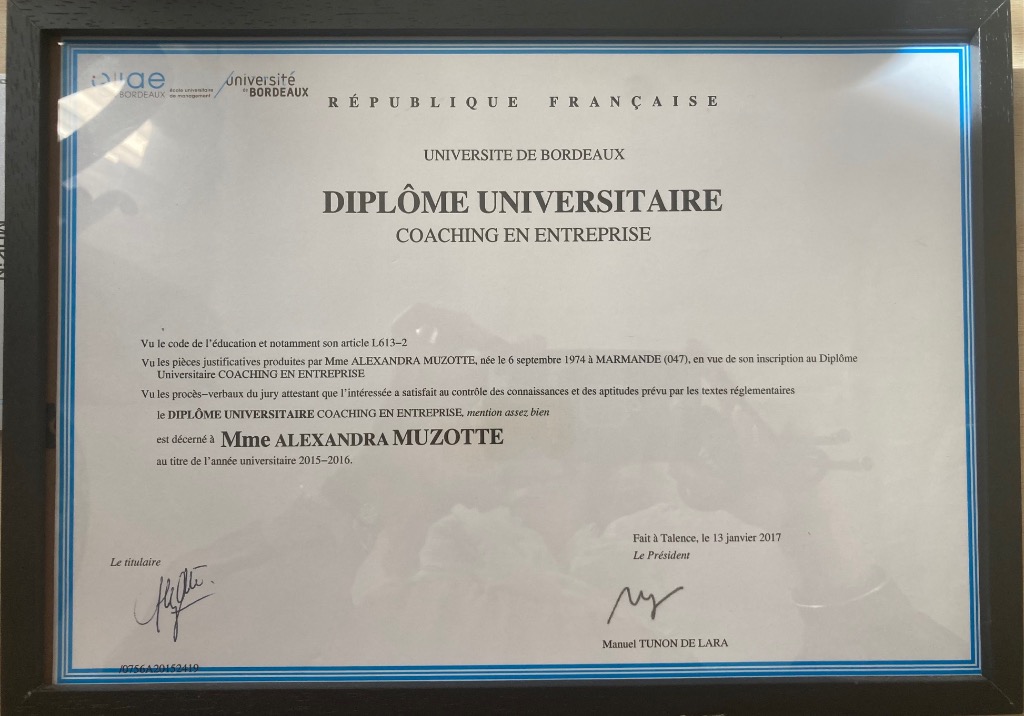 iae
BORDEAUX
école universitaire
de management
université
de BORDEAUX
RÉPUBLIQUE FRANÇAISE
UNIVERSITE DE BORDEAUX
DIPLÔME UNIVERSITAIRE
COACHING EN ENTREPRISE
Vu le code de l'éducation et notamment son article L613-2
Vu les pièces justificatives produites par Mme ALEXANDRA MUZOTTE, née le 6 septembre 1974 à MARMANDE (047), en vue de son inscription au Diplôme
Universitaire COACHING EN ENTREPRISE
Vu les procès-verbaux du jury attestant que l'intéressée a satisfait au contrôle des connaissances et des aptitudes prévu par les textes réglementaires
le DIPLÔME UNIVERSITAIRE COACHING EN ENTREPRISE, mention assez bien
est décerné à Mme ALEXANDRA MUZOTTE
au titre de l'année universitaire 2015-2016.
Fait à Talence, le 13 janvier 2017
Le Président
Le titulaire
Manuel TUNON DE LARA
/0756A20152419